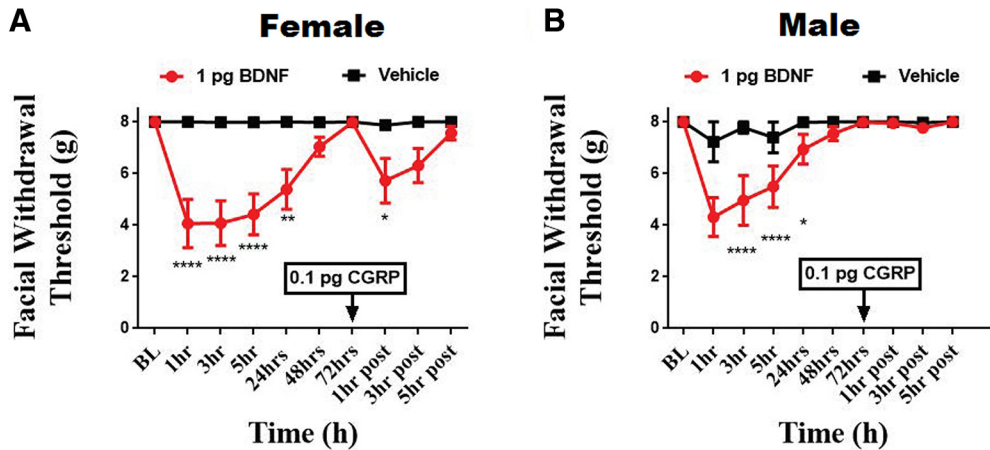 A
Female
1 pg BDNF
Vehicle
Facial Withdrawal
Threshold (g)
8
6
4
2
0
****
****
****
**
*
0.1 pg CGRP
BL
1hr
3hr
5hr
24hrs
48hrs
72hrs
1hr post
3hr post
5hr post
Time (h)
B
Male
1 pg BDNF
Vehicle
Facial Withdrawal
Threshold (g)
8
6
4
2
0
****
****
*
0.1 pg CGRP
BL
1hr
3hr
5hr
24hrs
48hrs
72hrs
1hr post
3hr post
5hr post
Time (h)